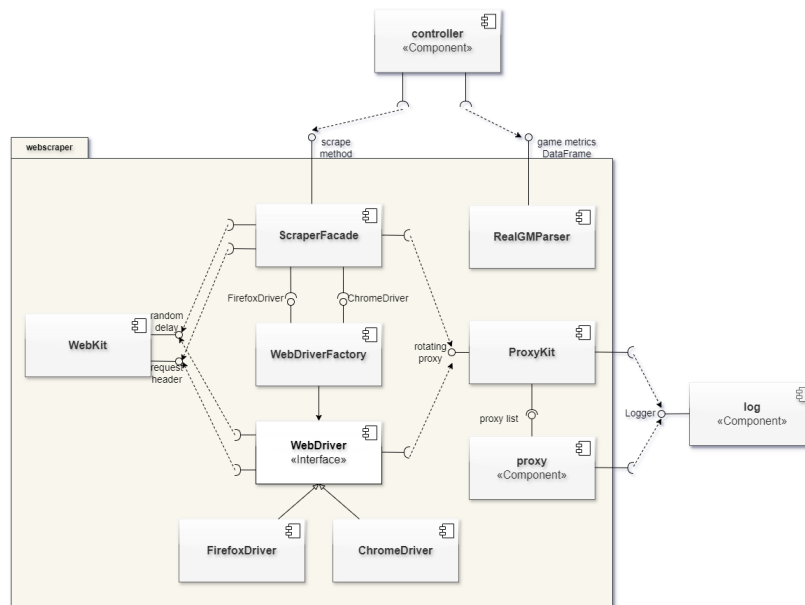 controller
«Component»
webscraper
scrape
method
game metrics
DataFrame
ScraperFacade
RealGMParser
FirefoxDriver
ChromeDriver
random
delay
WebKit
request
header
WebDriverFactory
rotating
proxy
ProxyKit
proxy list
Logger
log
«Component»
WebDriver
«Interface»
proxy
«Component»
FirefoxDriver
ChromeDriver